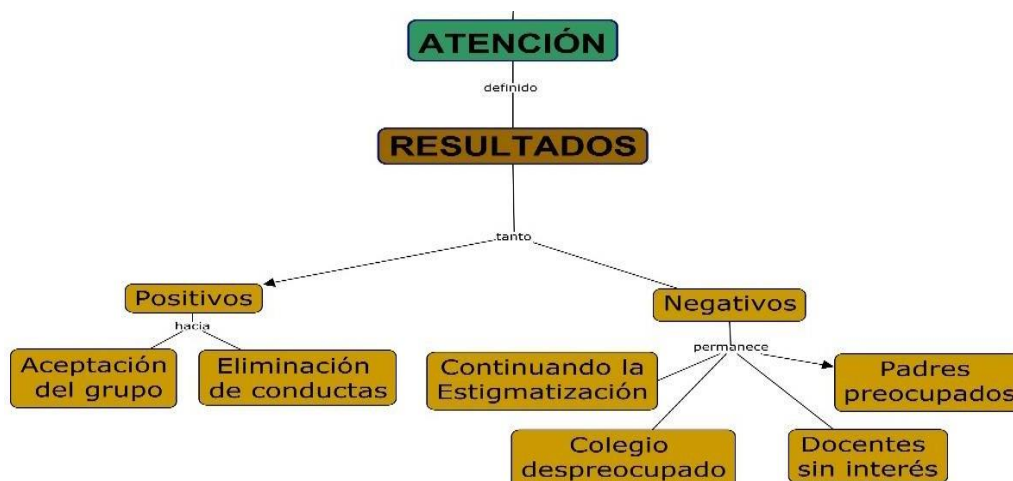 ATENCIÓN
definido
RESULTADOS
tanto
Positivos
Negativos
hacia
permanece
Aceptación
del grupo
Eliminación
de conductas
Continuando la
Estigmatización
Padres
preocupados
Colegio
despreocupado
Docentes
sin interés